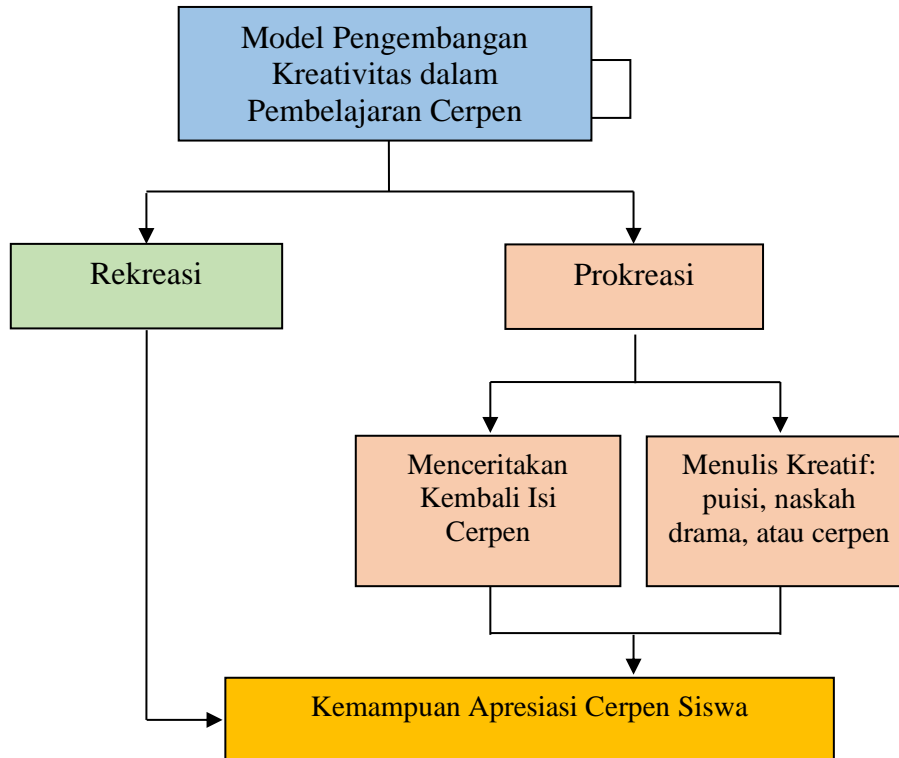 Model Pengembangan
Kreativitas dalam
Pembelajaran Cerpen
Rekreasi
Prokreasi
Menceritakan
Kembali Isi
Cerpen
Menulis Kreatif:
puisi, naskah
drama, atau cerpen
Kemampuan Apresiasi Cerpen Siswa